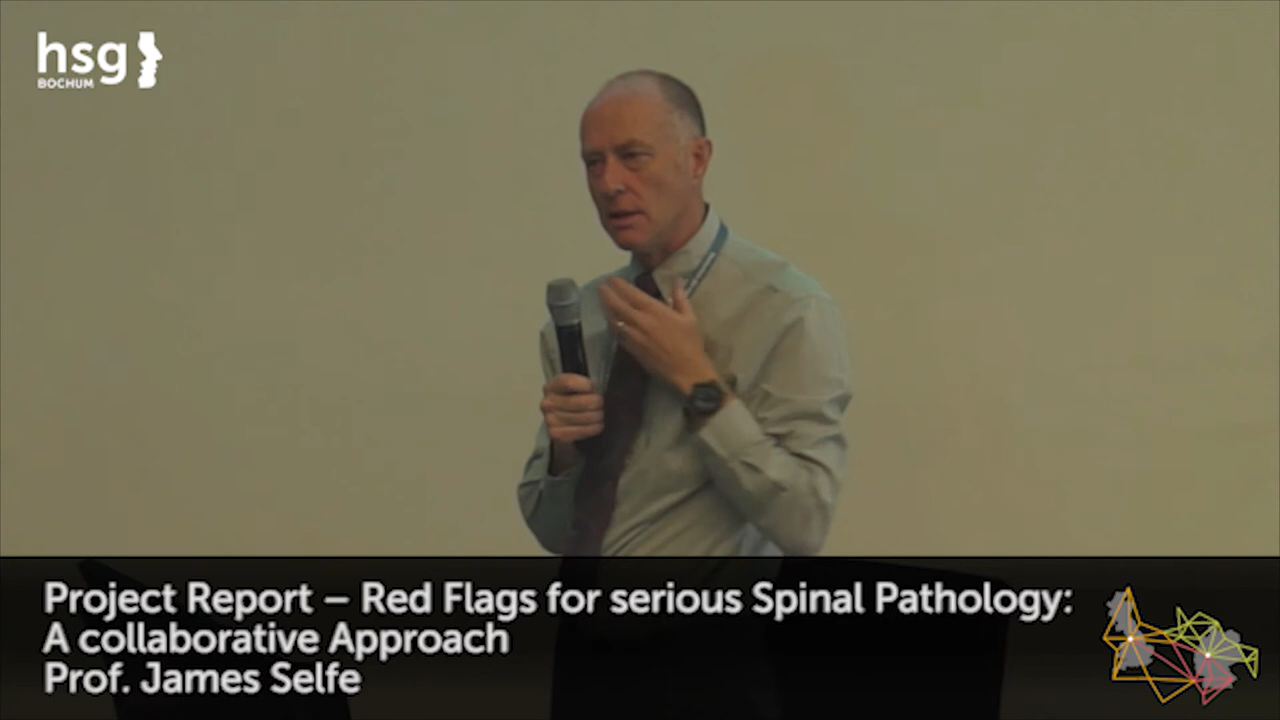 hsg
BOCHUM
Project Report – Red Flags for serious Spinal Pathology:
A collaborative Approach
Prof. James Selfe